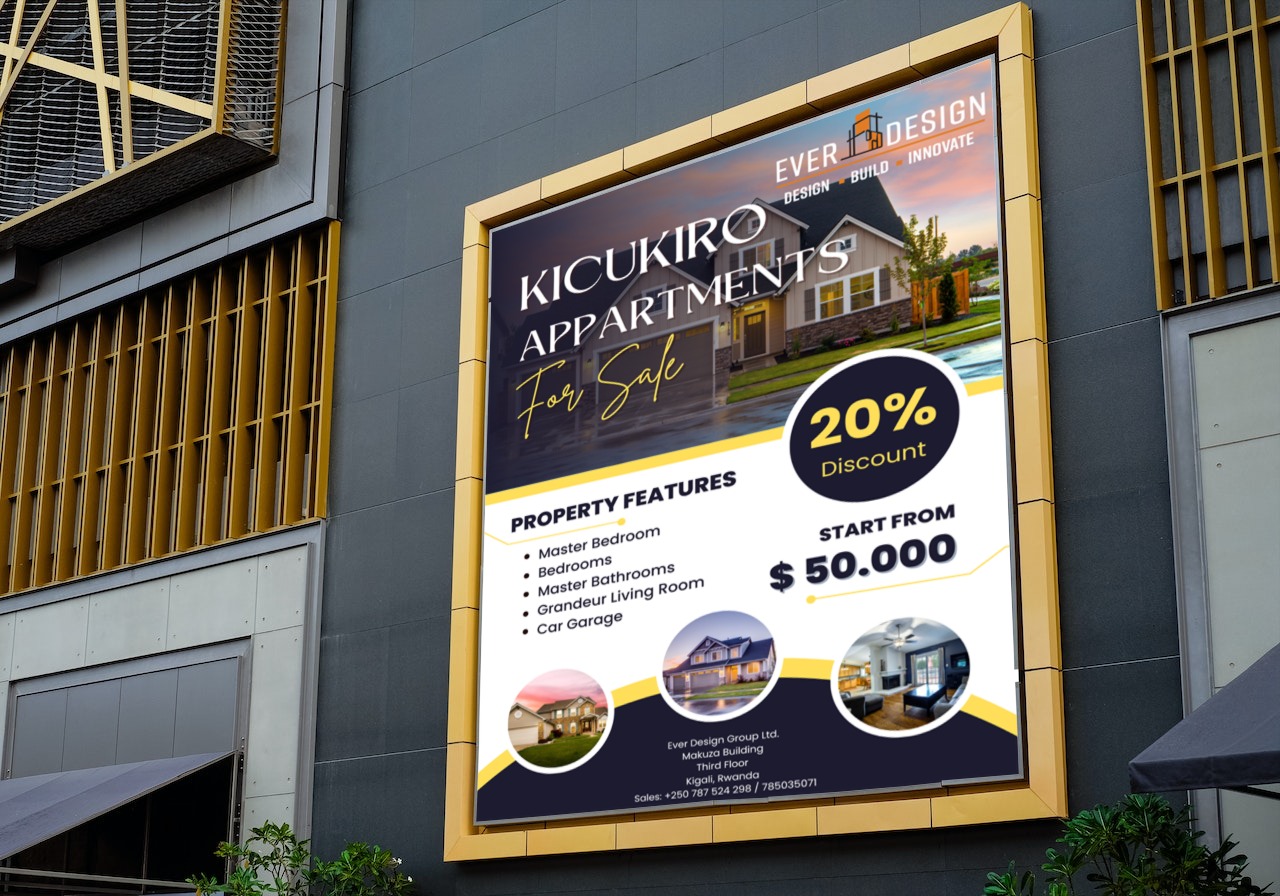 EVER DESIGN
DESIGN ▪ BUILD ▪ INNOVATE
KICUKIRO
APPARTMENTS
For Sale
20%
Discount
PROPERTY FEATURES
• Master Bedroom
• Bedrooms
• Master Bathrooms
• Grandeur Living Room
• Car Garage
START FROM
$ 50.000
Ever Design Group Ltd.
Makuza Building
Third Floor
Kigali, Rwanda
Sales: +250 787 524 298 / 785035071